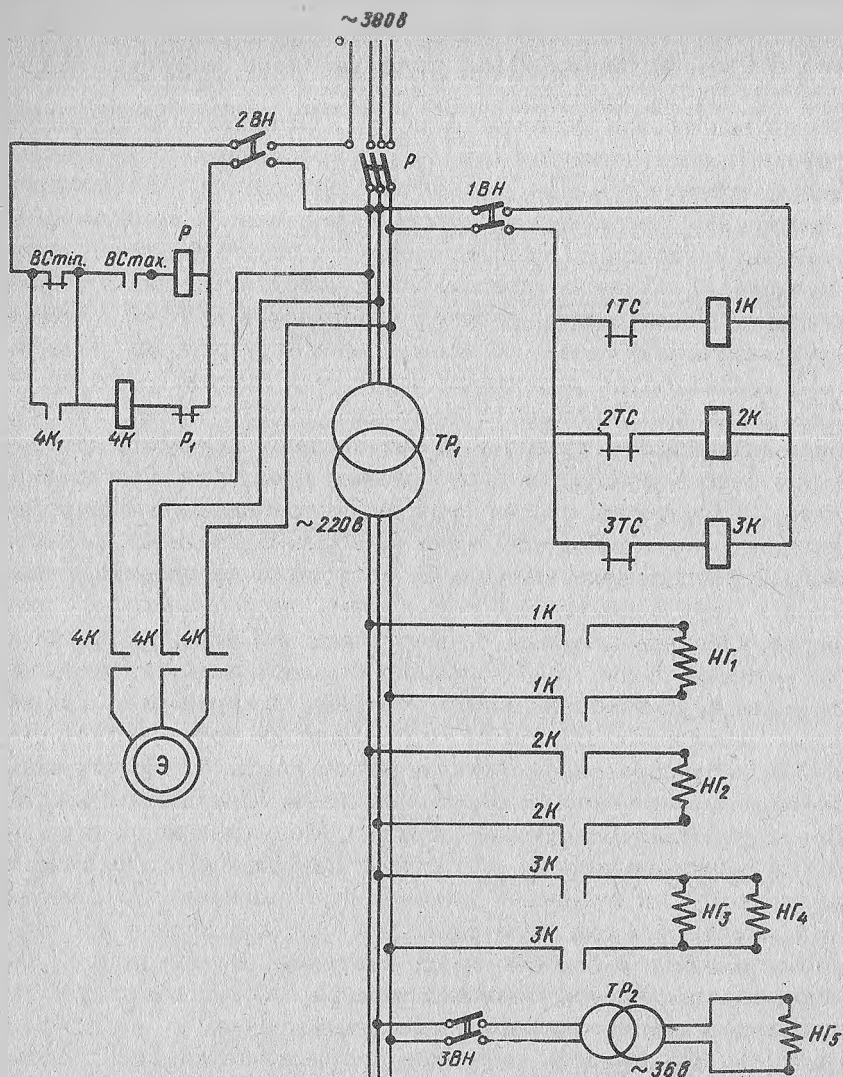 ~380в
2ВН
Р
1ВН
ВСmin.
ВСmax.
Р
1ТС
1К
4К₁
4К
Р₁
2ТС
2К
ТР₁
~220в
3ТС
3К
4К
4К
4К
1К
НГ₁
1К
Э
2К
НГ₂
2К
3К
НГ₃
НГ₄
3К
ТР₂
3ВН
НГ₅
~36в